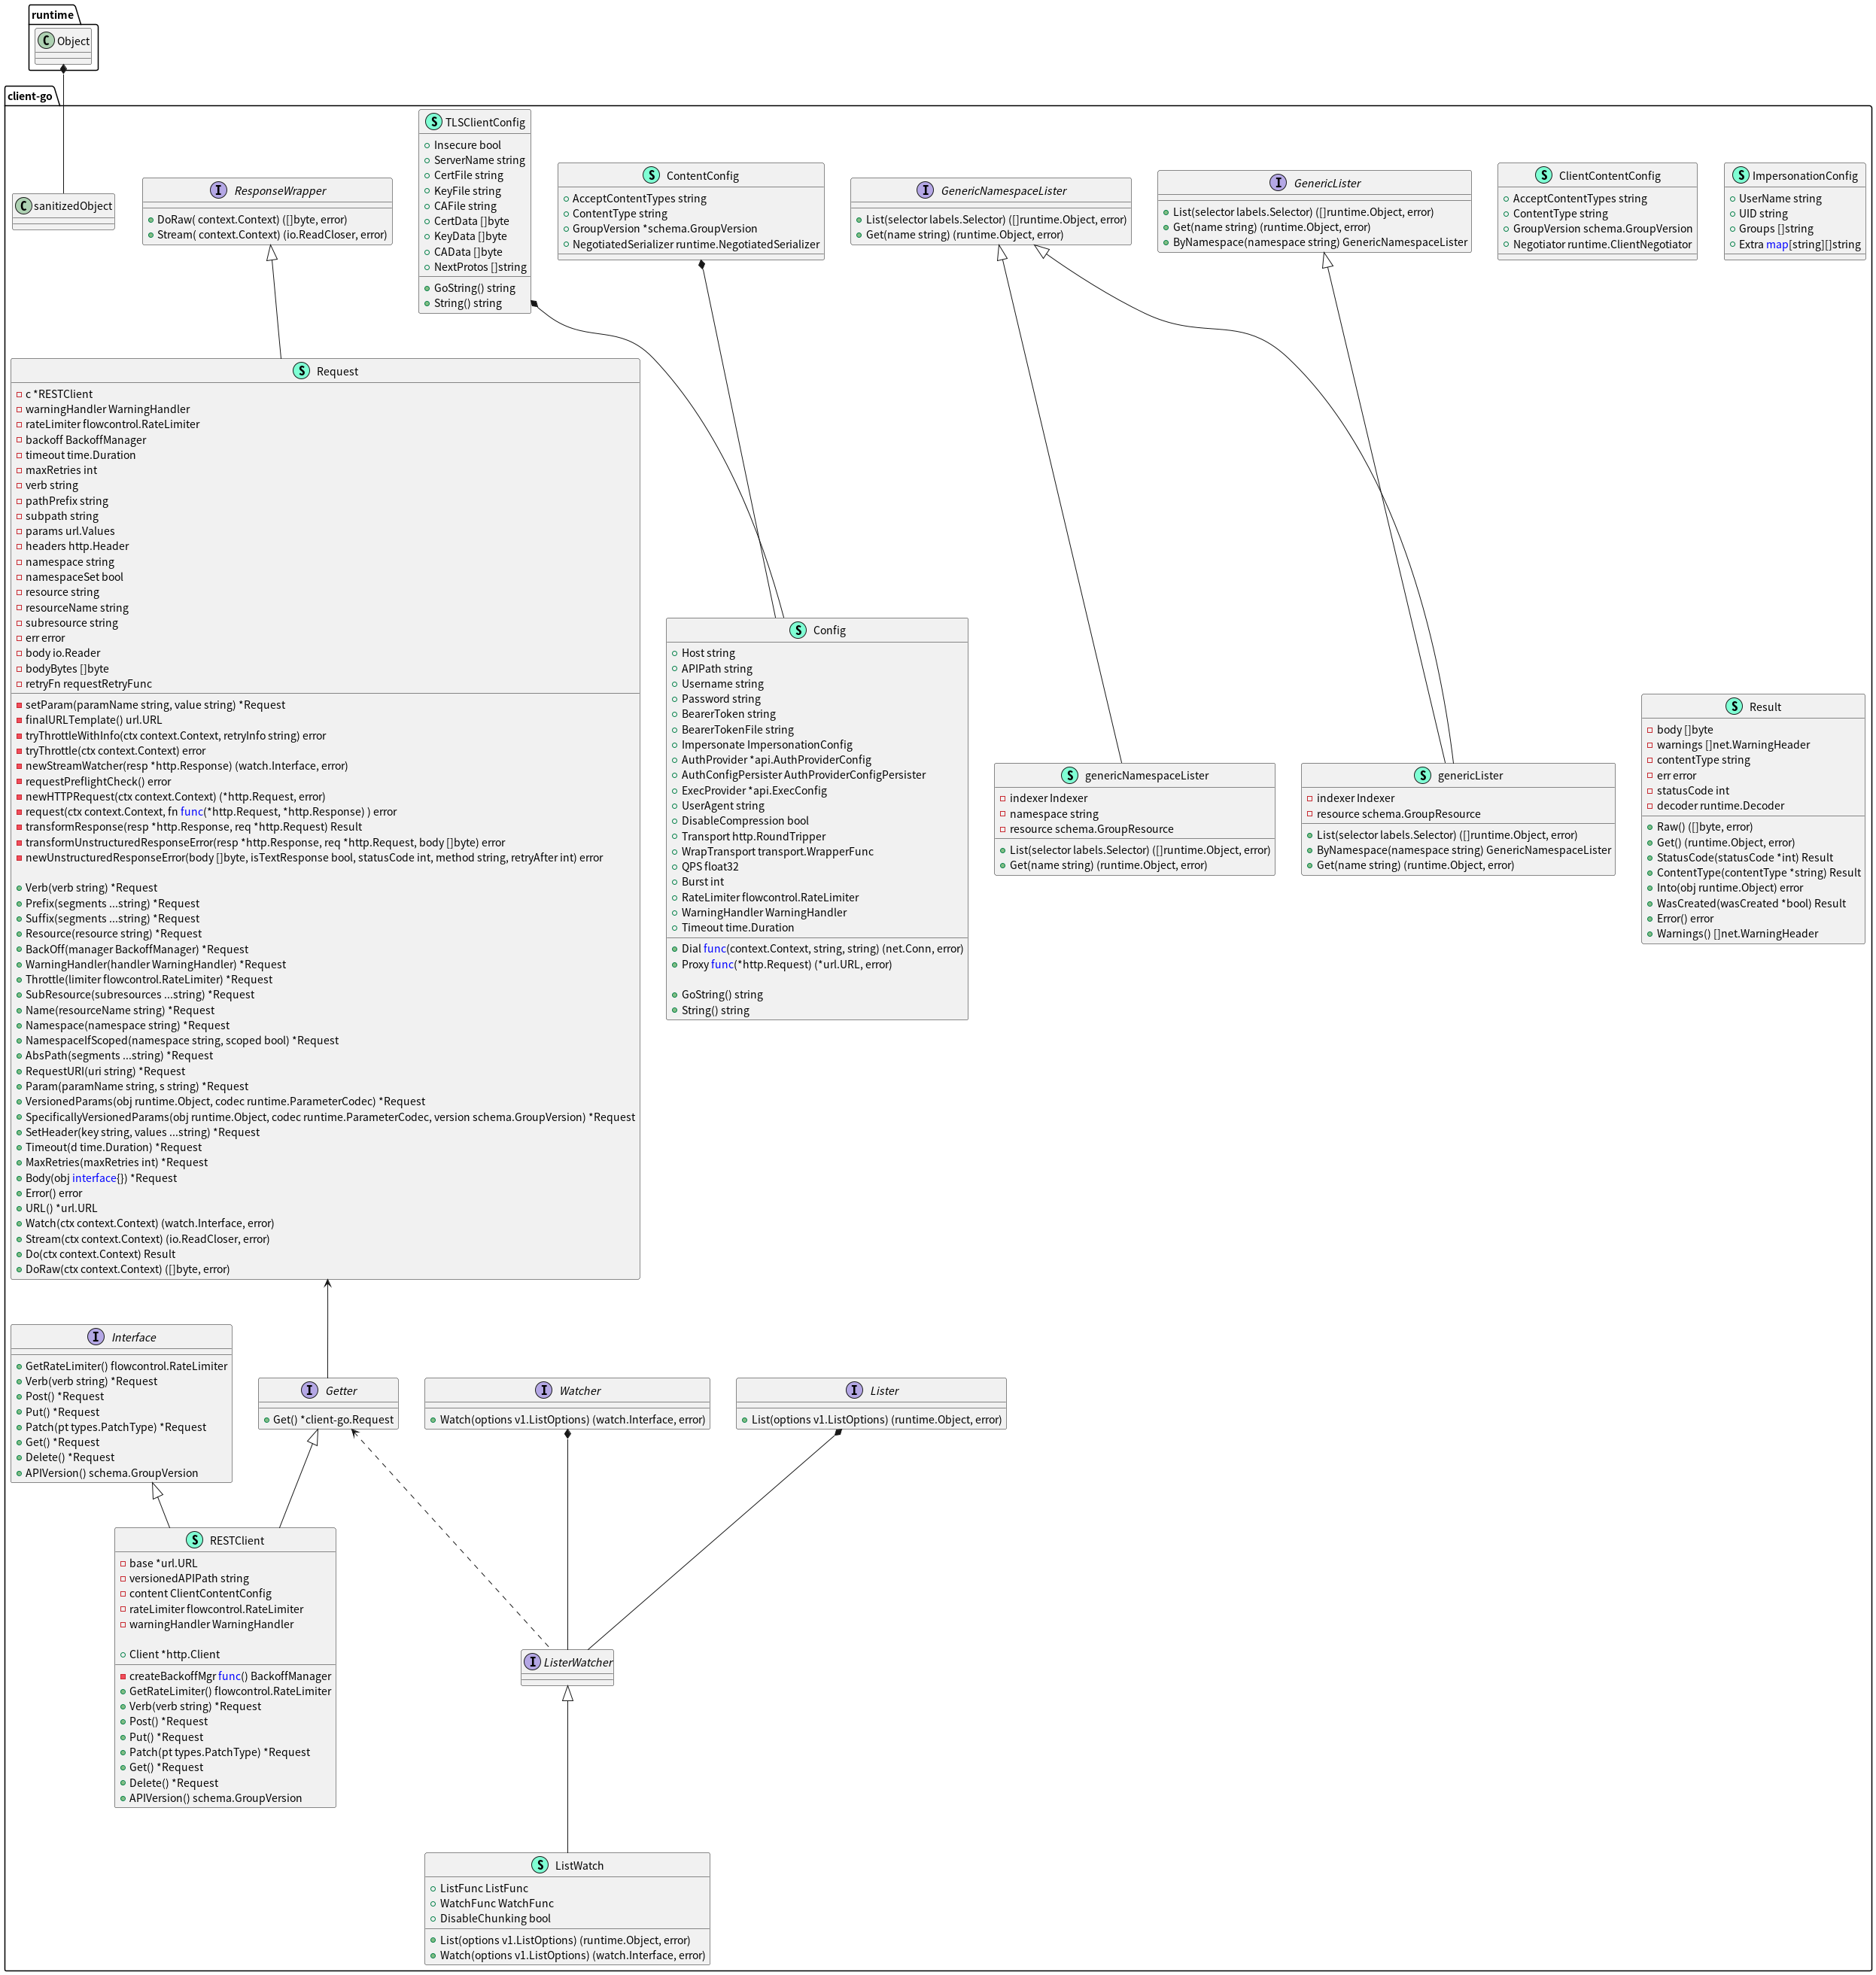 runtime
C Object
client-go
C sanitizedObject
I ResponseWrapper
DoRaw( context.Context) ([]byte, error)
Stream( context.Context) (io.ReadCloser, error)
S TLSClientConfig
Insecure bool
ServerName string
CertFile string
KeyFile string
CAFile string
CertData []byte
KeyData []byte
CAData []byte
NextProtos []string
GoString() string
String() string
S ContentConfig
AcceptContentTypes string
ContentType string
GroupVersion *schema.GroupVersion
NegotiatedSerializer runtime.NegotiatedSerializer
I GenericNamespaceLister
List(selector labels.Selector) ([]runtime.Object, error)
Get(name string) (runtime.Object, error)
I GenericLister
List(selector labels.Selector) ([]runtime.Object, error)
Get(name string) (runtime.Object, error)
ByNamespace(namespace string) GenericNamespaceLister
S ClientContentConfig
AcceptContentTypes string
ContentType string
GroupVersion schema.GroupVersion
Negotiator runtime.ClientNegotiator
S ImpersonationConfig
UserName string
UID string
Groups []string
Extra map[string][]string
S Request
c *RESTClient
warningHandler WarningHandler
rateLimiter flowcontrol.RateLimiter
backoff BackoffManager
timeout time.Duration
maxRetries int
verb string
pathPrefix string
subpath string
params url.Values
headers http.Header
namespace string
namespaceSet bool
resource string
resourceName string
subresource string
err error
body io.Reader
bodyBytes []byte
retryFn requestRetryFunc
setParam(paramName string, value string) *Request
finalURLTemplate() url.URL
tryThrottleWithInfo(ctx context.Context, retryInfo string) error
tryThrottle(ctx context.Context) error
newStreamWatcher(resp *http.Response) (watch.Interface, error)
requestPreflightCheck() error
newHTTPRequest(ctx context.Context) (*http.Request, error)
request(ctx context.Context, fn func(*http.Request, *http.Response) ) error
transformResponse(resp *http.Response, req *http.Request) Result
transformUnstructuredResponseError(resp *http.Response, req *http.Request, body []byte) error
newUnstructuredResponseError(body []byte, isTextResponse bool, statusCode int, method string, retryAfter int) error
Verb(verb string) *Request
Prefix(segments ...string) *Request
Suffix(segments ...string) *Request
Resource(resource string) *Request
BackOff(manager BackoffManager) *Request
WarningHandler(handler WarningHandler) *Request
Throttle(limiter flowcontrol.RateLimiter) *Request
SubResource(subresources ...string) *Request
Name(resourceName string) *Request
Namespace(namespace string) *Request
NamespaceIfScoped(namespace string, scoped bool) *Request
AbsPath(segments ...string) *Request
RequestURI(uri string) *Request
Param(paramName string, s string) *Request
VersionedParams(obj runtime.Object, codec runtime.ParameterCodec) *Request
SpecificallyVersionedParams(obj runtime.Object, codec runtime.ParameterCodec, version schema.GroupVersion) *Request
SetHeader(key string, values ...string) *Request
Timeout(d time.Duration) *Request
MaxRetries(maxRetries int) *Request
Body(obj interface{}) *Request
Error() error
URL() *url.URL
Watch(ctx context.Context) (watch.Interface, error)
Stream(ctx context.Context) (io.ReadCloser, error)
Do(ctx context.Context) Result
DoRaw(ctx context.Context) ([]byte, error)
S Config
Host string
APIPath string
Username string
Password string
BearerToken string
BearerTokenFile string
Impersonate ImpersonationConfig
AuthProvider *api.AuthProviderConfig
AuthConfigPersister AuthProviderConfigPersister
ExecProvider *api.ExecConfig
UserAgent string
DisableCompression bool
Transport http.RoundTripper
WrapTransport transport.WrapperFunc
QPS float32
Burst int
RateLimiter flowcontrol.RateLimiter
WarningHandler WarningHandler
Timeout time.Duration
Dial func(context.Context, string, string) (net.Conn, error)
Proxy func(*http.Request) (*url.URL, error)
GoString() string
String() string
S genericNamespaceLister
indexer Indexer
namespace string
resource schema.GroupResource
List(selector labels.Selector) ([]runtime.Object, error)
Get(name string) (runtime.Object, error)
S genericLister
indexer Indexer
resource schema.GroupResource
List(selector labels.Selector) ([]runtime.Object, error)
ByNamespace(namespace string) GenericNamespaceLister
Get(name string) (runtime.Object, error)
S Result
body []byte
warnings []net.WarningHeader
contentType string
err error
statusCode int
decoder runtime.Decoder
Raw() ([]byte, error)
Get() (runtime.Object, error)
StatusCode(statusCode *int) Result
ContentType(contentType *string) Result
Into(obj runtime.Object) error
WasCreated(wasCreated *bool) Result
Error() error
Warnings() []net.WarningHeader
I Interface
GetRateLimiter() flowcontrol.RateLimiter
Verb(verb string) *Request
Post() *Request
Put() *Request
Patch(pt types.PatchType) *Request
Get() *Request
Delete() *Request
APIVersion() schema.GroupVersion
I Getter
Get() *client-go.Request
I Watcher
Watch(options v1.ListOptions) (watch.Interface, error)
I Lister
List(options v1.ListOptions) (runtime.Object, error)
S RESTClient
base *url.URL
versionedAPIPath string
content ClientContentConfig
rateLimiter flowcontrol.RateLimiter
warningHandler WarningHandler
Client *http.Client
createBackoffMgr func() BackoffManager
GetRateLimiter() flowcontrol.RateLimiter
Verb(verb string) *Request
Post() *Request
Put() *Request
Patch(pt types.PatchType) *Request
Get() *Request
Delete() *Request
APIVersion() schema.GroupVersion
I ListerWatcher
S ListWatch
ListFunc ListFunc
WatchFunc WatchFunc
DisableChunking bool
List(options v1.ListOptions) (runtime.Object, error)
Watch(options v1.ListOptions) (watch.Interface, error)